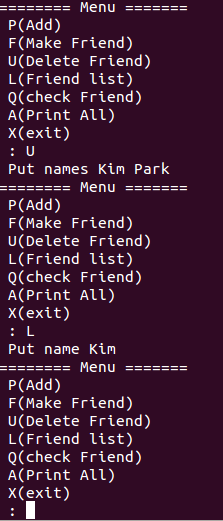 ======== Menu =======
P(Add)
F(Make Friend)
U(Delete Friend)
L(Friend list)
Q(check Friend)
A(Print All)
X(exit)
: U
Put names Kim Park
======== Menu =======
P(Add)
F(Make Friend)
U(Delete Friend)
L(Friend list)
Q(check Friend)
A(Print All)
X(exit)
: L
Put name Kim
======== Menu =======
P(Add)
F(Make Friend)
U(Delete Friend)
L(Friend list)
Q(check Friend)
A(Print All)
X(exit)
: